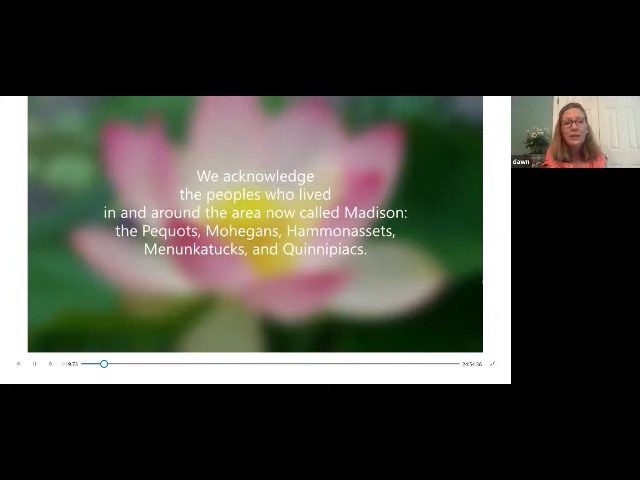 We acknowledge
the peoples who lived
in and around the area now called Madison:
the Pequots, Mohegans, Hammonassets,
Menunkatucks, and Quinnipiacs.
dawn